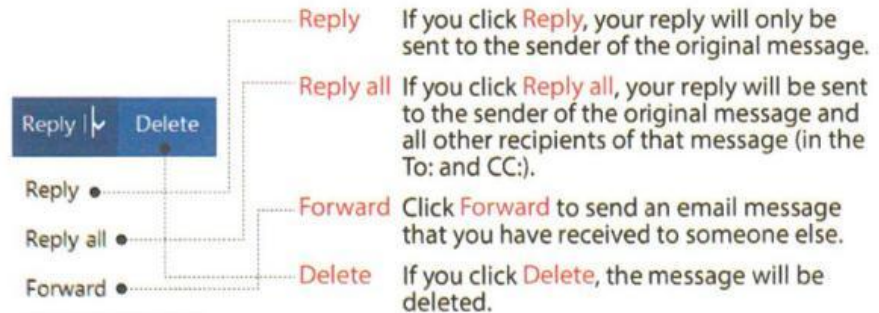 Reply If you click Reply, your reply will only be
sent to the sender of the original message.
Reply all If you click Reply all, your reply will be sent
to the sender of the original message and
all other recipients of that message (in the
To: and CC:).
Reply Delete
Reply
Reply all
Forward
Forward Click Forward to send an email message
that you have received to someone else.
Delete If you click Delete, the message will be
deleted.